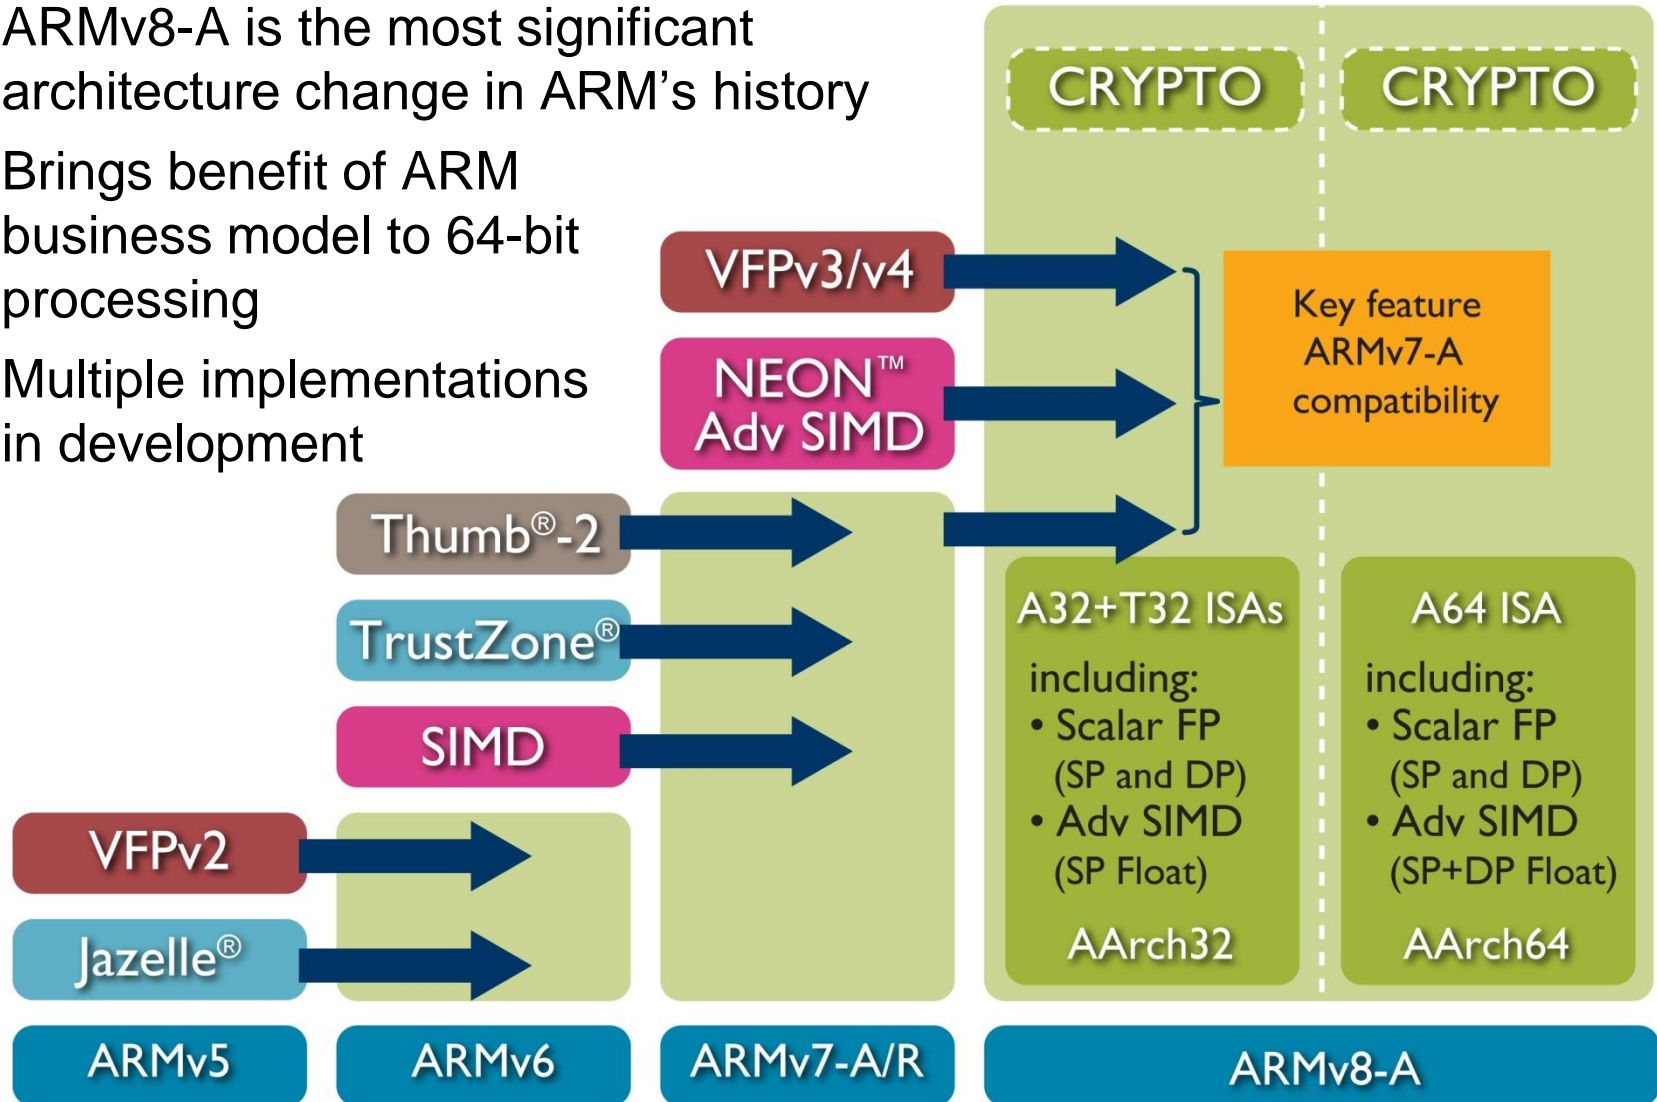 ARMv8-A is the most significant
architecture change in ARM's history
Brings benefit of ARM
business model to 64-bit
processing
Multiple implementations
in development
CRYPTO
CRYPTO
VFPv3/v4
NEON™
Adv SIMD
Key feature
ARMv7-A
compatibility
Thumb®-2
TrustZone®
SIMD
VFPv2
Jazelle®
A32+T32 ISAs
including:
• Scalar FP
(SP and DP)
• Adv SIMD
(SP Float)
AArch32
A64 ISA
including:
• Scalar FP
(SP and DP)
• Adv SIMD
(SP+DP Float)
AArch64
ARMv5
ARMv6
ARMv7-A/R
ARMv8-A